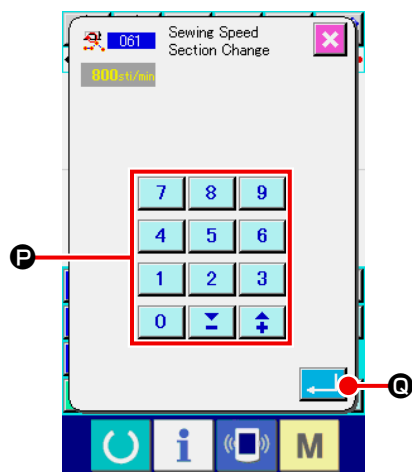 061 Sewing Speed
Section Change
800sti/min
7 8 9
4 5 6
P
1 2 3
0
Q
i M